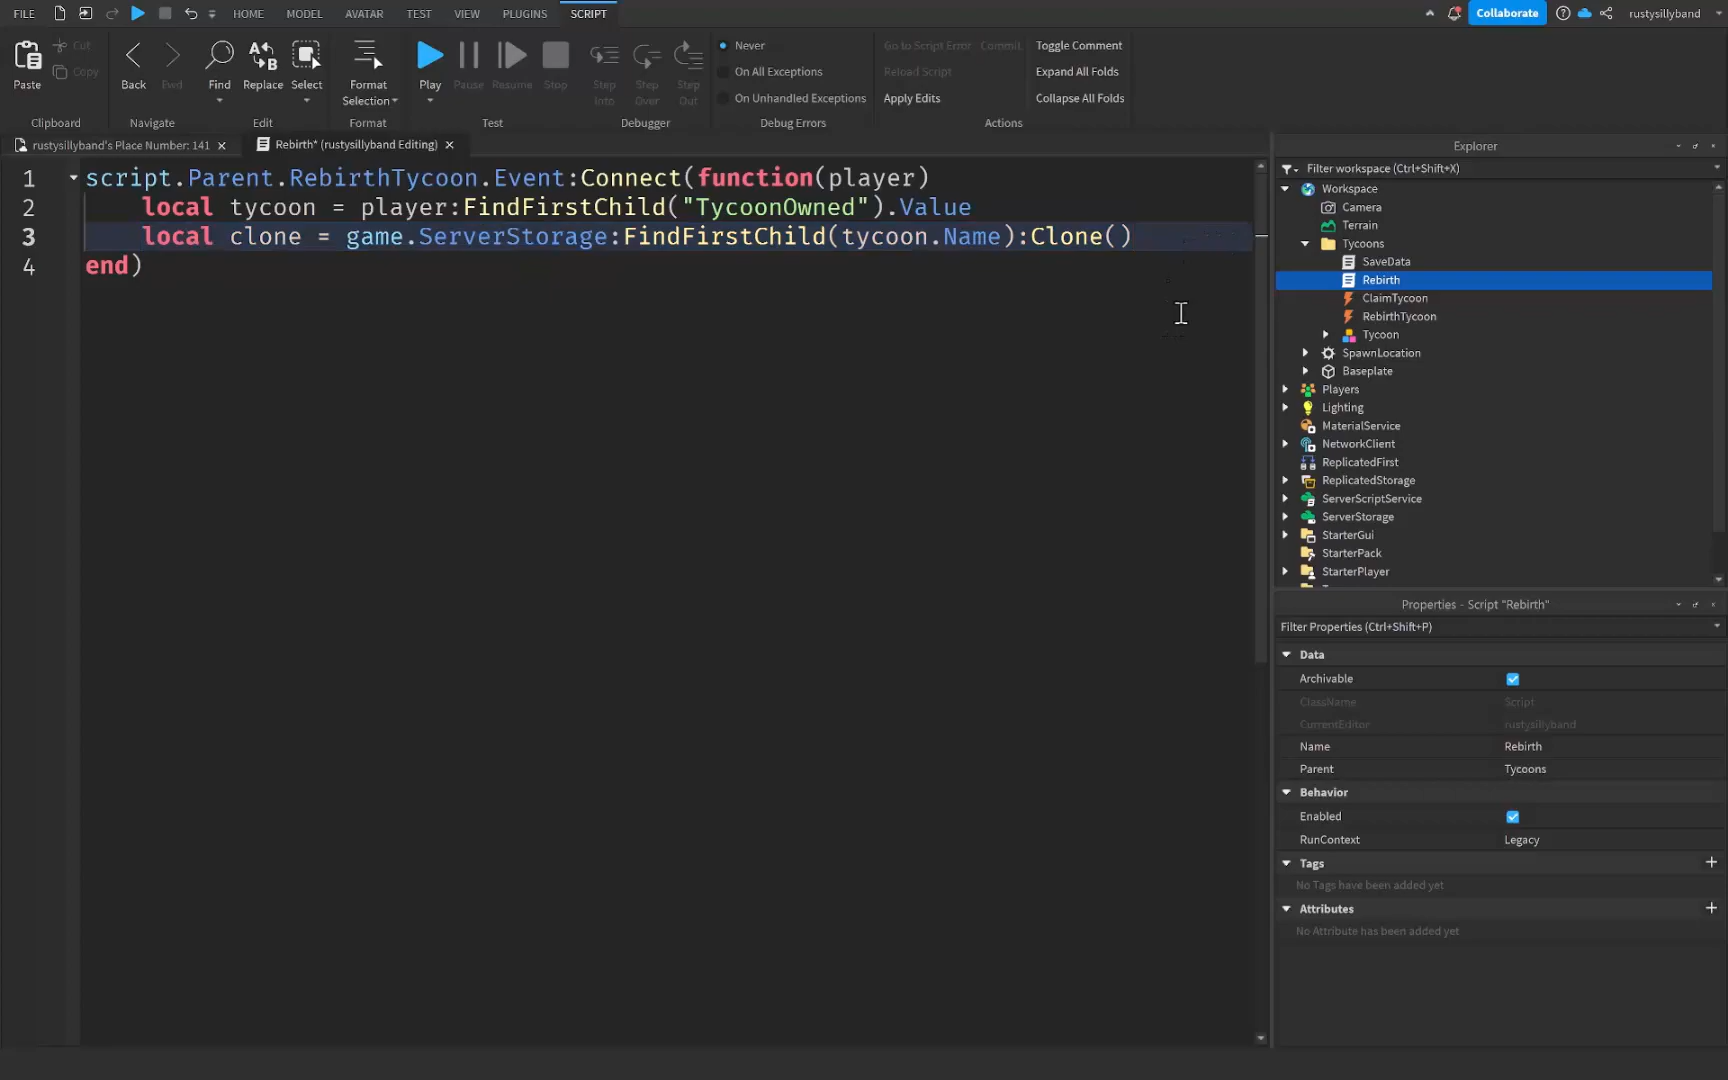 FILE HOME MODEL AVATAR TEST VIEW PLUGINS SCRIPT Collaborate rustysillyband
Paste Cut Copy
Clipboard
Back Fwd
Navigate
Find Replace Select
Edit
Format Selection
Format
Play Pause Resume Stop
Test
Step Into Step Over Step Out
Debugger
Never
On All Exceptions
On Unhandled Exceptions
Debug Errors
Go to Script Error Commit
Reload Script
Apply Edits
Toggle Comment
Expand All Folds
Collapse All Folds
Actions
rustysillyband's Place Number: 141 × Rebirth* (rustysillyband Editing) ×
1 script.Parent.RebirthTycoon.Event:Connect(function(player)
2 local tycoon = player:FindFirstChild("TycoonOwned").Value
3 local clone = game.ServerStorage:FindFirstChild(tycoon.Name):Clone()
4 end)
Explorer
Filter workspace (Ctrl+Shift+X)
Workspace
Camera
Terrain
Tycoons
SaveData
Rebirth
ClaimTycoon
RebirthTycoon
Tycoon
SpawnLocation
Baseplate
Players
Lighting
MaterialService
NetworkClient
ReplicatedFirst
ReplicatedStorage
ServerScriptService
ServerStorage
StarterGui
StarterPack
StarterPlayer
Properties - Script "Rebirth"
Filter Properties (Ctrl+Shift+P)
Data
Archivable
ClassName Script
CurrentEditor rustysillyband
Name Rebirth
Parent Tycoons
Behavior
Enabled
RunContext Legacy
Tags +
No Tags have been added yet
Attributes +
No Attribute has been added yet